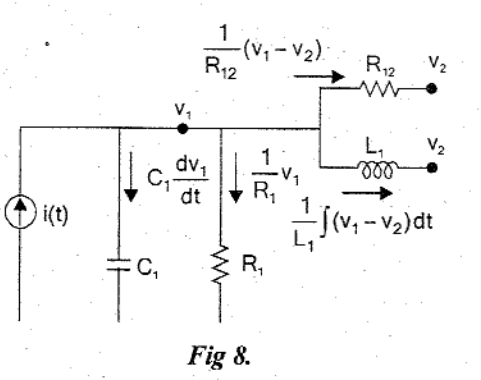 1/R₁₂ (v₁ – v₂)
R₁₂
v₂
v₁
L₁
v₂
C₁ dv₁/dt
1/R₁ v₁
i(t)
1/L₁ ∫(v₁ – v₂)dt
C₁
R₁
Fig 8.